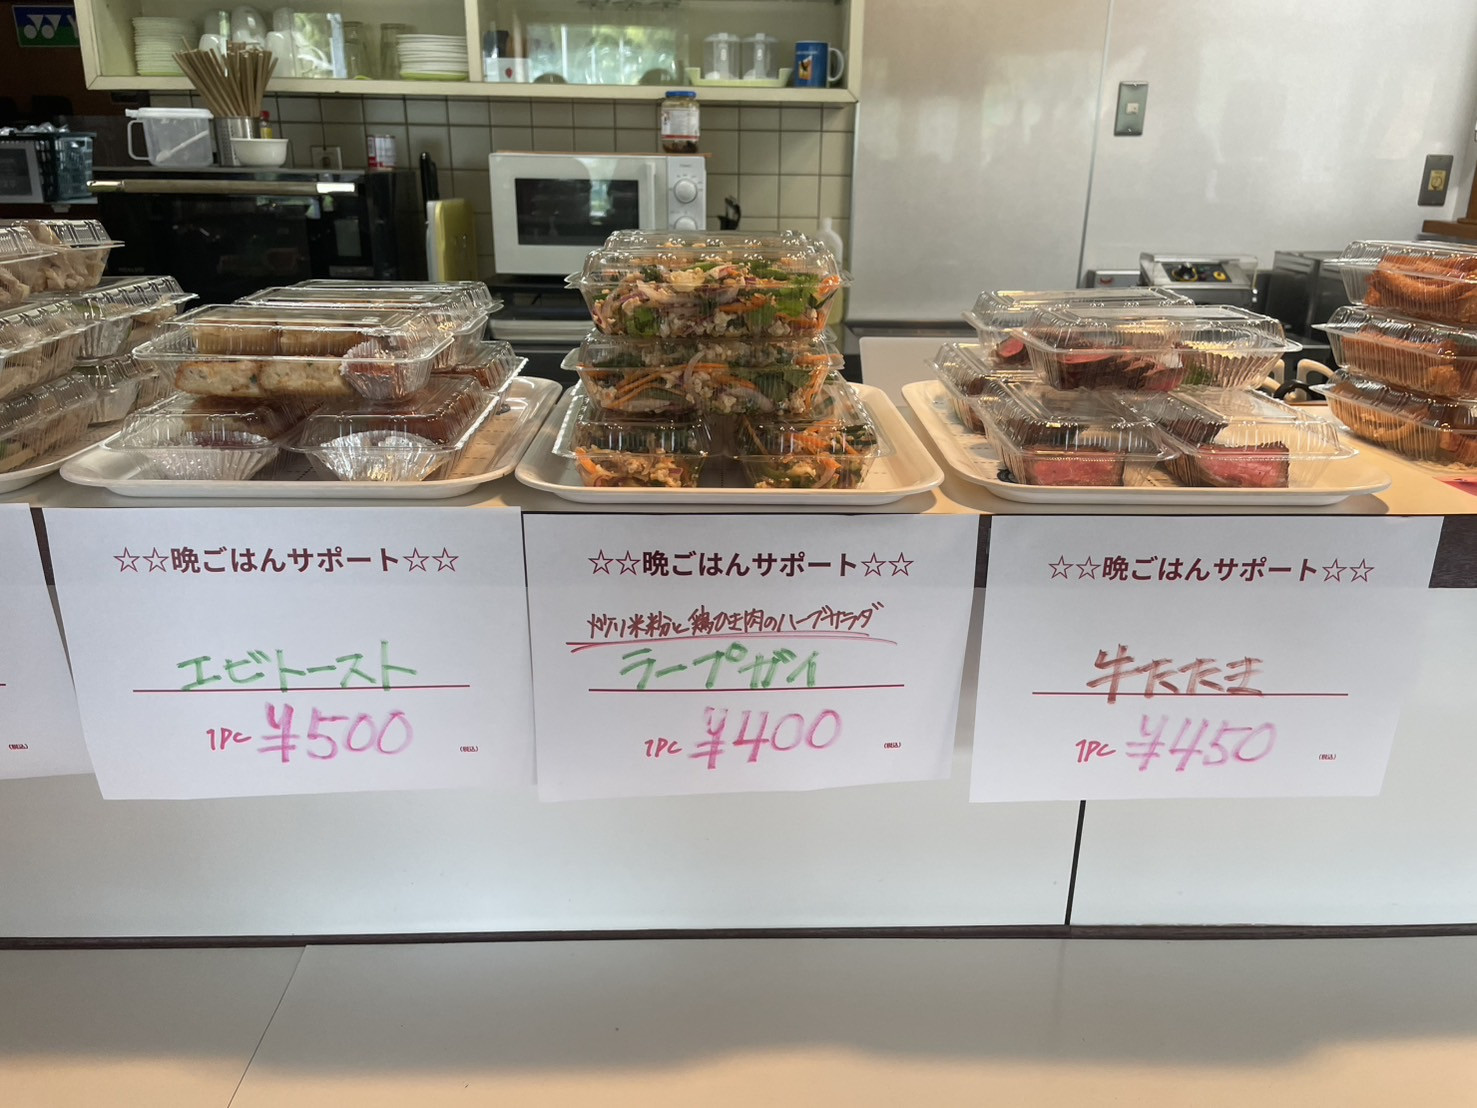 ☆☆晩ごはんサポート☆☆
エビトースト
1PC ¥500
(税込)
☆☆晩ごはんサポート☆☆
炒り米粉と鶏ひき肉のハーブサラダ
ラープガイ
1PC ¥400
(税込)
☆☆晩ごはんサポート☆☆
牛たたき
1PC ¥450
(税込)